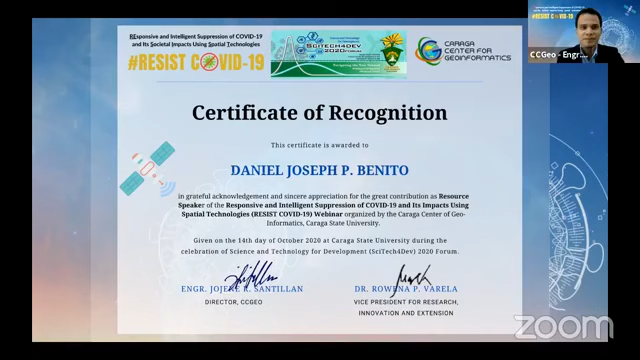 REsponsive and Intelligent Suppression of COVID-19
and Its Societal Impacts Using Spatial Technologies
#RESIST COVID-19
SCITECH4DEV
2020 FORUM
CARAGA
CENTER FOR
GEOINFORMATICS
#RESIST COVID-19
CCGeo - Engr....
Certificate of Recognition
This certificate is awarded to
DANIEL JOSEPH P. BENITO
in grateful acknowledgement and sincere appreciation for the great contribution as Resource
Speaker of the Responsive and Intelligent Suppression of COVID-19 and Its Impacts Using
Spatial Technologies (RESIST COVID-19) Webinar organized by the Caraga Center of Geo-
Informatics, Caraga State University.
Given on the 14th day of October 2020 at Caraga State University during the
celebration of Science and Technology for Development (SciTech4Dev) 2020 Forum.
ENGR. JOJENE R. SANTILLAN
DIRECTOR, CCGEO
DR. ROWENA P. VARELA
VICE PRESIDENT FOR RESEARCH,
INNOVATION AND EXTENSION
zoom